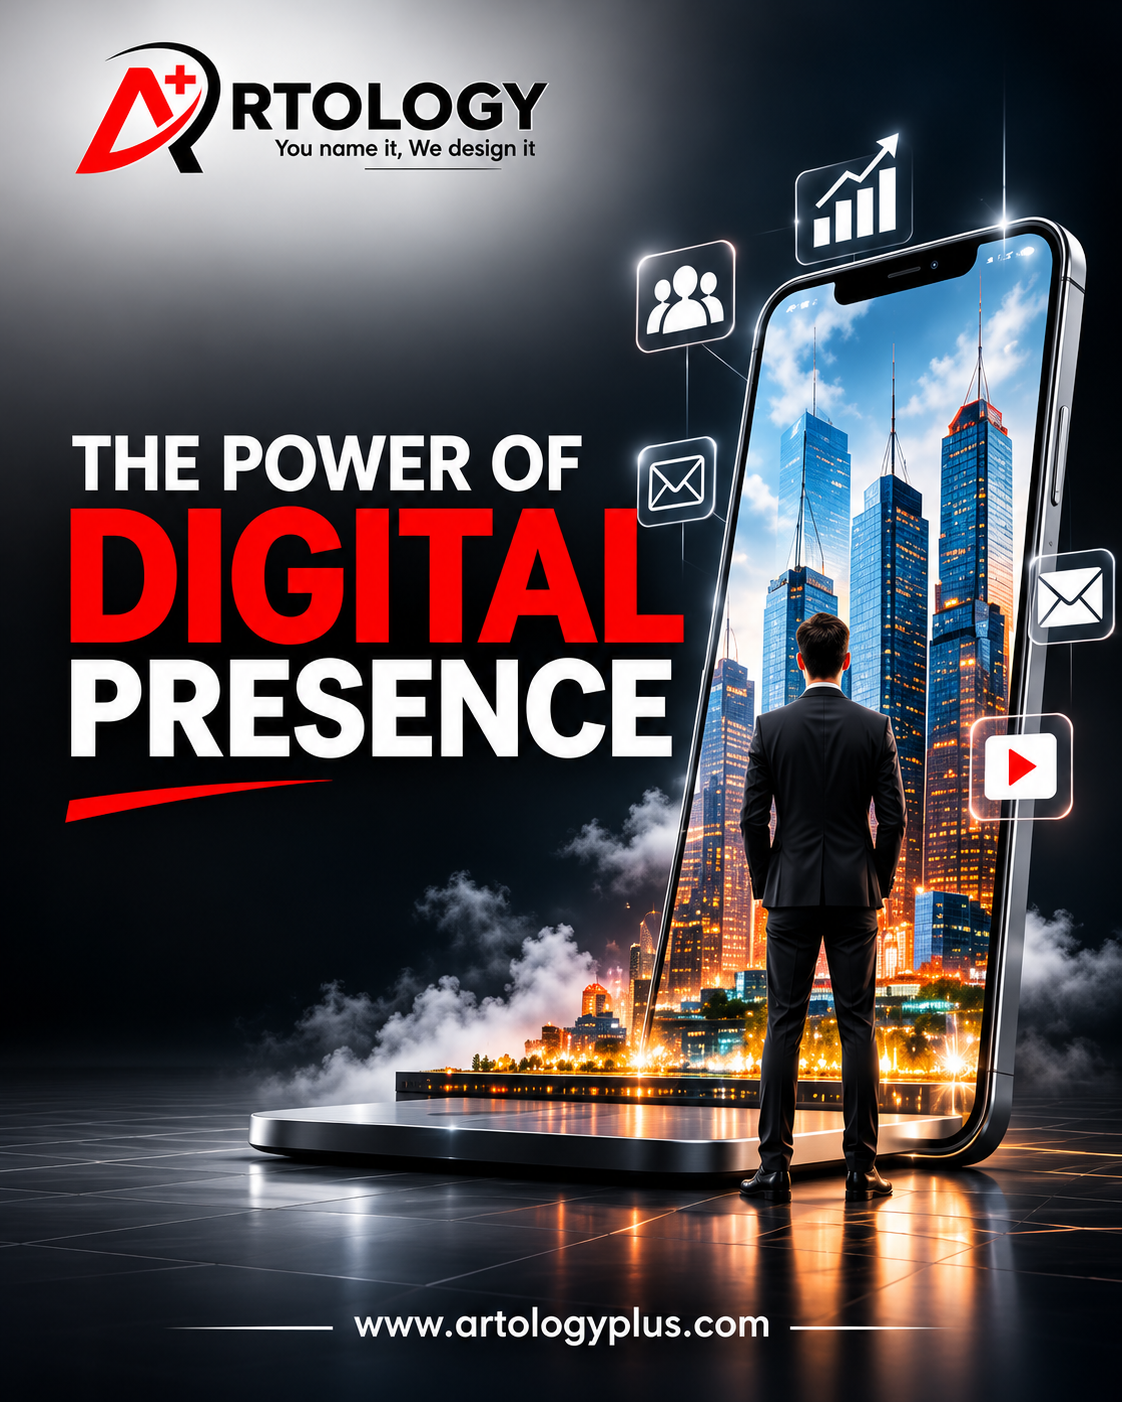 A+ RTOLOGY
You name it, We design it
THE POWER OF
DIGITAL
PRESENCE
www.artologyplus.com